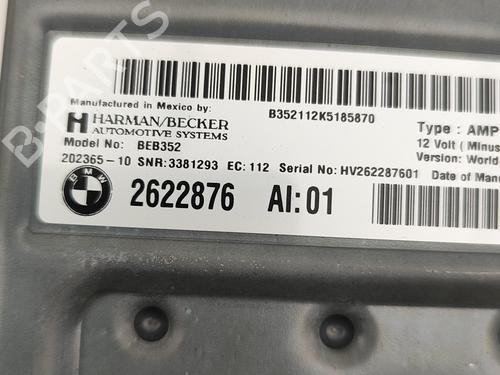 B-PARTS
Manufactured in Mexico by:
B352112K5185870
HARMAN/BECKER
AUTOMOTIVE SYSTEMS
Type : AMP
Model No: BEB352
12 Volt (Minus
202365-10 SNR:3381293 EC: 112 Serial No: HV262287601
Version: World
Date of Manu
BMW
2622876 AI:01